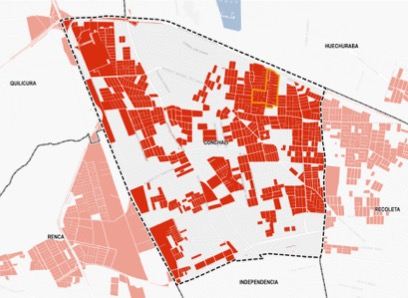 HUECHURABA
QUILICURA
CONCHALÍ
RECOLETA
RENCA
INDEPENDENCIA